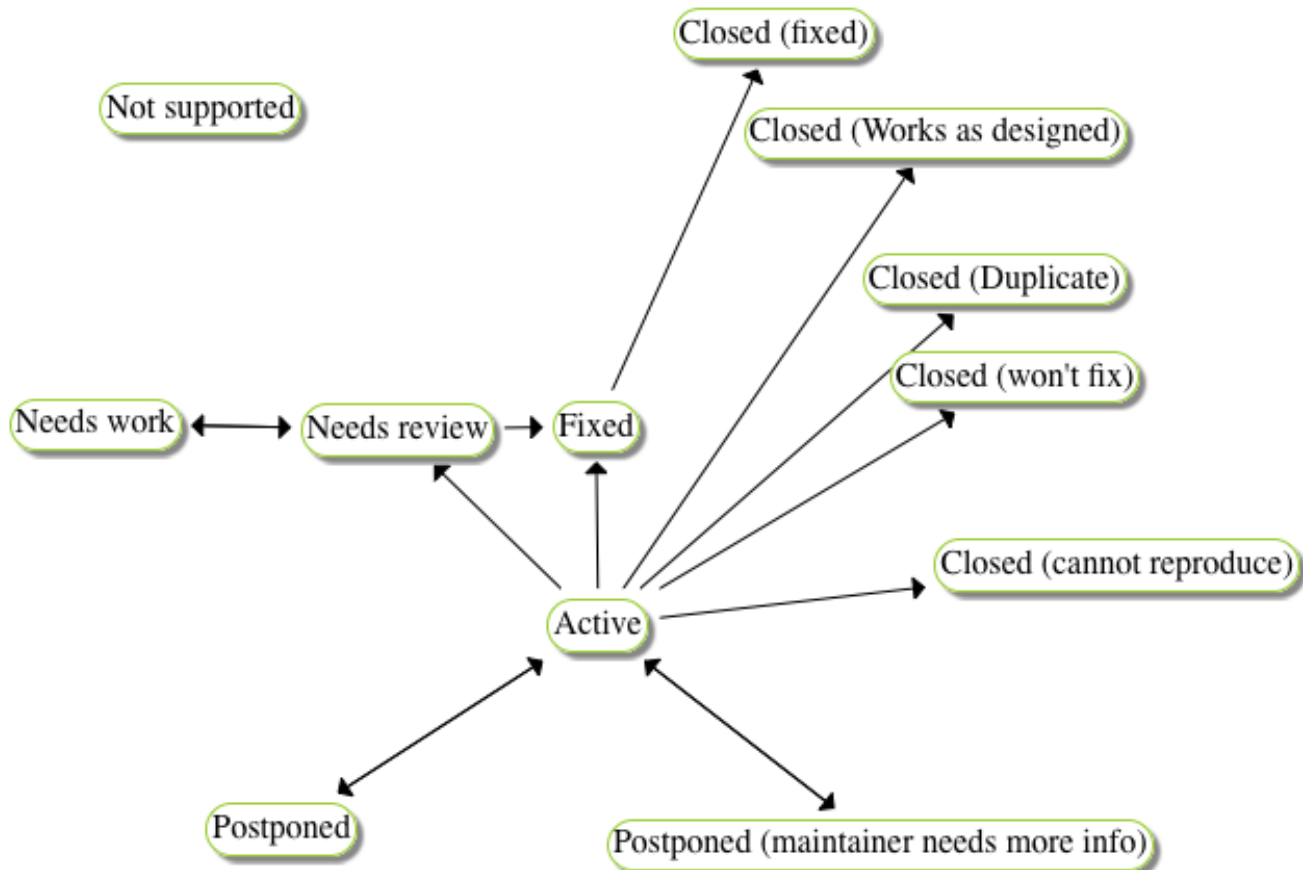 Closed (fixed)
Not supported
Closed (Works as designed)
Closed (Duplicate)
Closed (won't fix)
Needs work
Needs review
Fixed
Closed (cannot reproduce)
Active
Postponed
Postponed (maintainer needs more info)